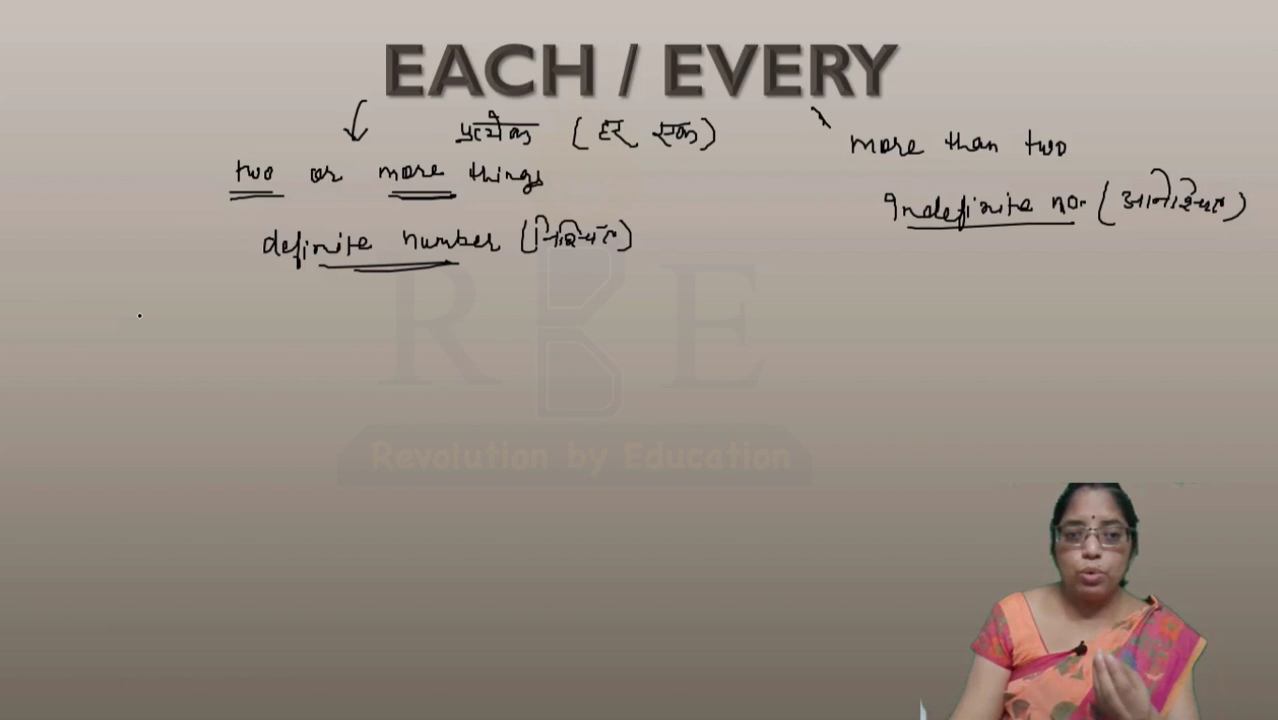 EACH / EVERY
प्रत्येक (हर एक)
two or more things
definite number (निश्चित)
more than two
Indefinite no. (अनिश्चित)
RBE
Revolution by Education